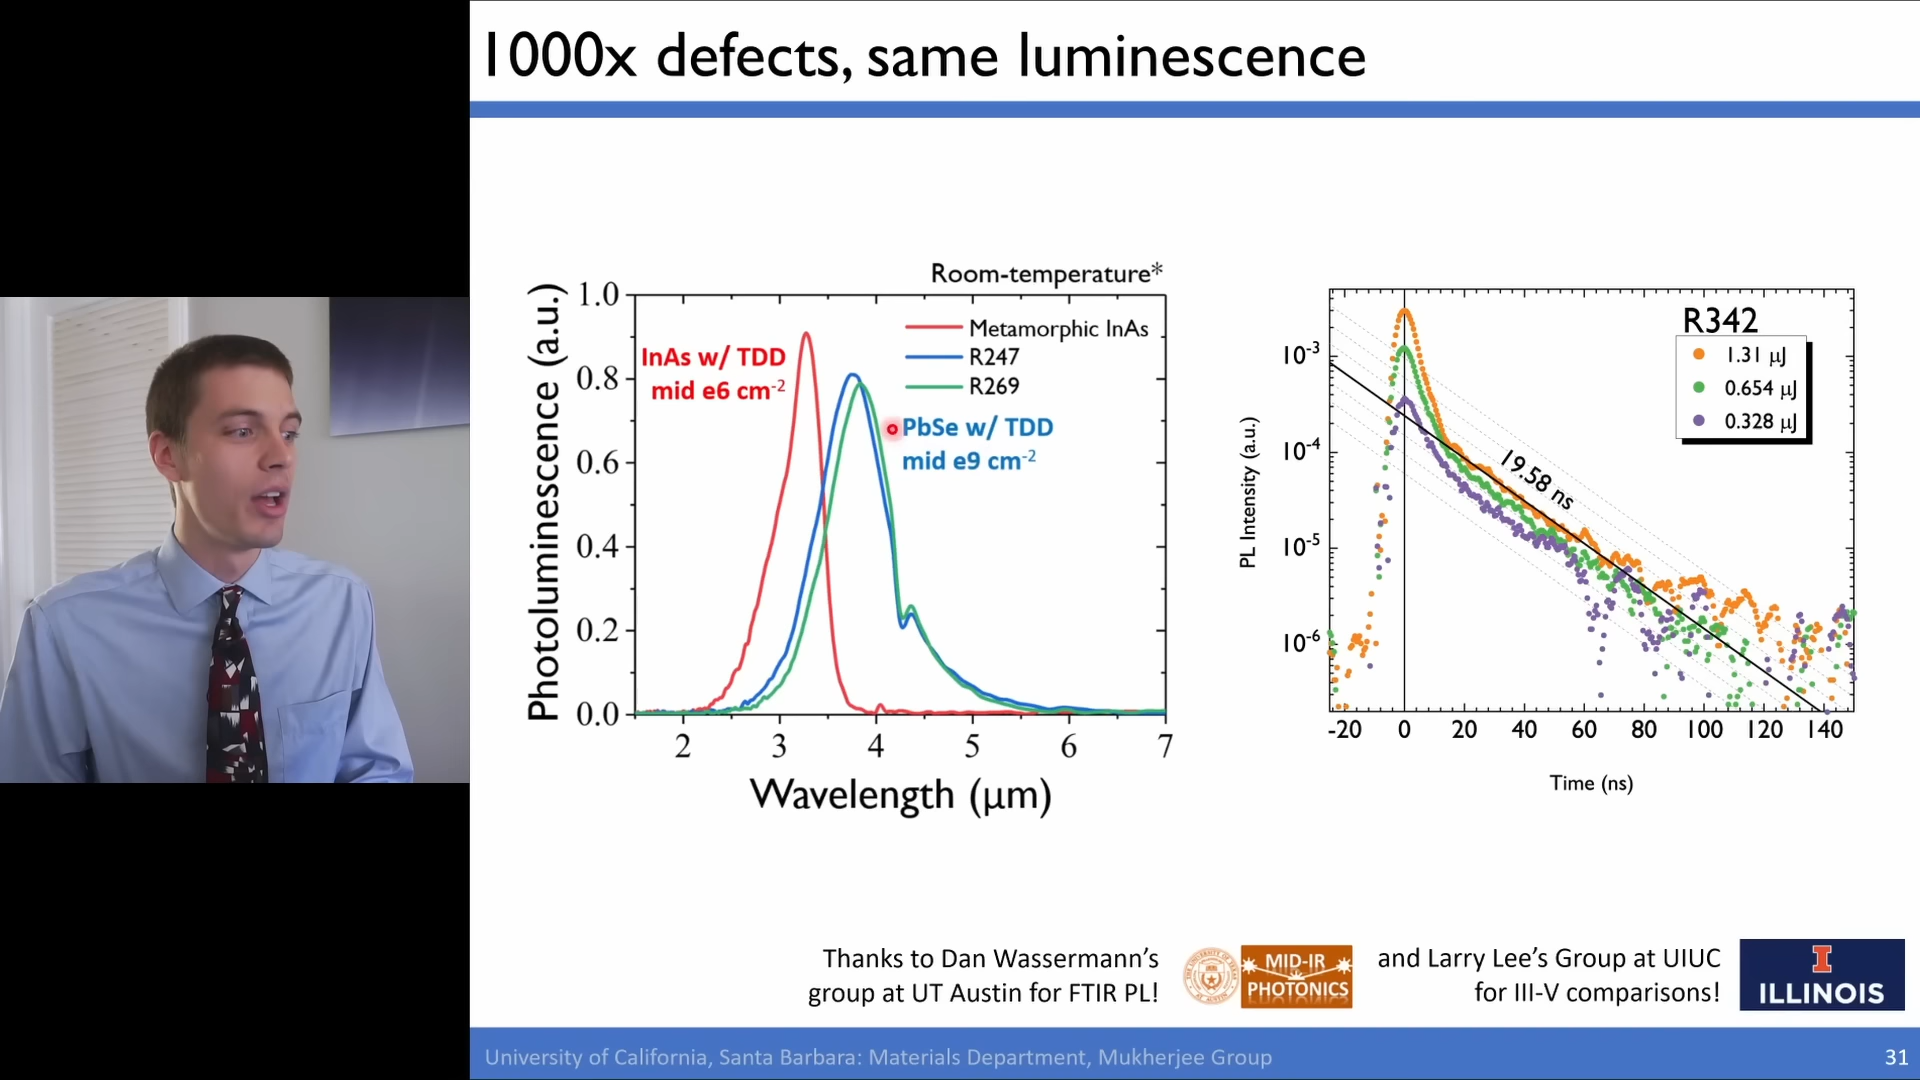 1000x defects, same luminescence
Room-temperature*
Photoluminescence (a.u.)
1.0
0.8
0.6
0.4
0.2
0.0
InAs w/ TDD
mid e6 cm-2
Metamorphic InAs
R247
R269
PbSe w/ TDD
mid e9 cm-2
2 3 4 5 6 7
Wavelength (µm)
PL Intensity (a.u.)
10-3
10-4
10-5
10-6
R342
1.31 µJ
0.654 µJ
0.328 µJ
19.58 ns
-20 0 20 40 60 80 100 120 140
Time (ns)
Thanks to Dan Wassermann's
group at UT Austin for FTIR PL!
MID-IR
PHOTONICS
and Larry Lee's Group at UIUC
for III-V comparisons!
I
ILLINOIS
University of California, Santa Barbara: Materials Department, Mukherjee Group
31